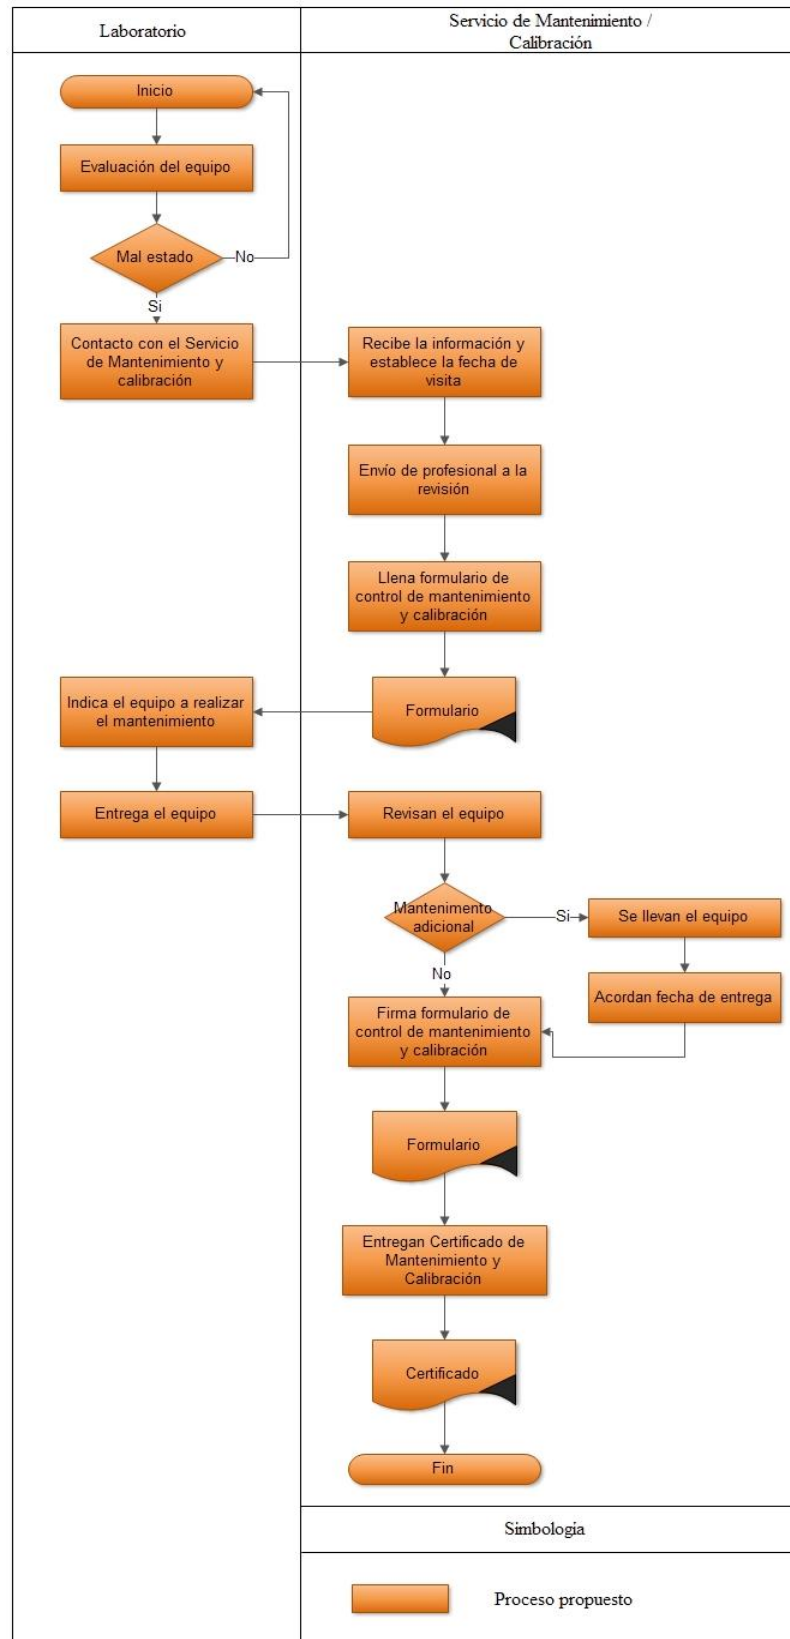 Laboratorio
Servicio de Mantenimiento /
Calibración
Inicio
Evaluación del equipo
Mal estado
No
Si
Contacto con el Servicio
de Mantenimiento y
calibración
Recibe la información y
establece la fecha de
visita
Envío de profesional a la
revisión
Llena formulario de
control de mantenimiento
y calibración
Formulario
Indica el equipo a realizar
el mantenimiento
Entrega el equipo
Revisan el equipo
Mantenimento
adicional
Si
Se llevan el equipo
Acordan fecha de entrega
No
Firma formulario de
control de mantenimiento
y calibración
Formulario
Entregan Certificado de
Mantenimiento y
Calibración
Certificado
Fin
Simbología
Proceso propuesto